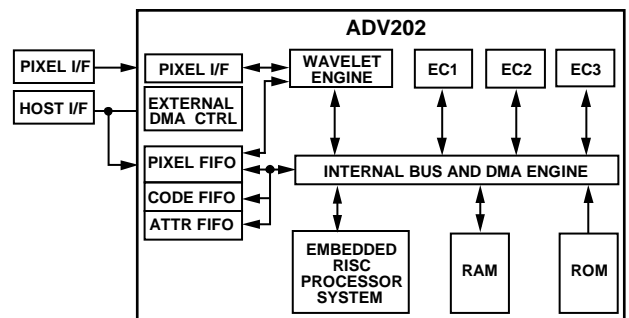 ADV202
PIXEL I/F
PIXEL I/F
WAVELET
ENGINE
EC1
EC2
EC3
HOST I/F
EXTERNAL
DMA CTRL
PIXEL FIFO
INTERNAL BUS AND DMA ENGINE
CODE FIFO
ATTR FIFO
EMBEDDED
RISC
PROCESSOR
SYSTEM
RAM
ROM